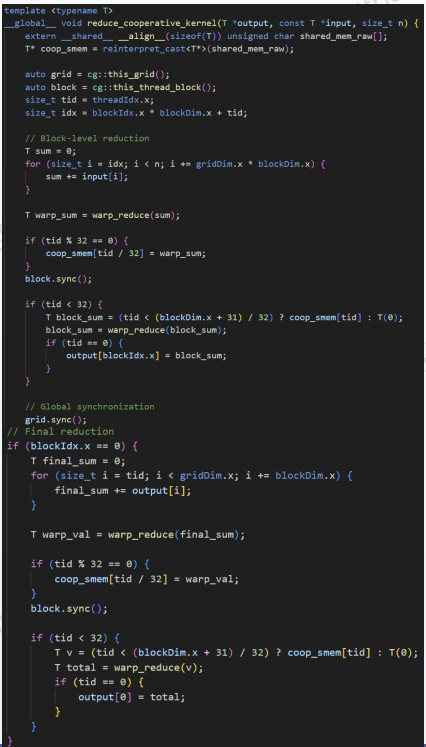 template <typename T>
__global__ void reduce_cooperative_kernel(T *output, const T *input, size_t n) {
    extern __shared__ __align__(sizeof(T)) unsigned char shared_mem_raw[];
    T* coop_smem = reinterpret_cast<T*>(shared_mem_raw);

    auto grid = cg::this_grid();
    auto block = cg::this_thread_block();
    size_t tid = threadIdx.x;
    size_t idx = blockIdx.x * blockDim.x + tid;

    // Block-level reduction
    T sum = 0;
    for (size_t i = idx; i < n; i += gridDim.x * blockDim.x) {
        sum += input[i];
    }

    T warp_sum = warp_reduce(sum);

    if (tid % 32 == 0) {
        coop_smem[tid / 32] = warp_sum;
    }
    block.sync();

    if (tid < 32) {
        T block_sum = (tid < (blockDim.x + 31) / 32) ? coop_smem[tid] : T(0);
        block_sum = warp_reduce(block_sum);
        if (tid == 0) {
            output[blockIdx.x] = block_sum;
        }
    }

    // Global synchronization
    grid.sync();
// Final reduction
if (blockIdx.x == 0) {
    T final_sum = 0;
    for (size_t i = tid; i < gridDim.x; i += blockDim.x) {
        final_sum += output[i];
    }

    T warp_val = warp_reduce(final_sum);

    if (tid % 32 == 0) {
        coop_smem[tid / 32] = warp_val;
    }
    block.sync();

    if (tid < 32) {
        T v = (tid < (blockDim.x + 31) / 32) ? coop_smem[tid] : T(0);
        T total = warp_reduce(v);
        if (tid == 0) {
            output[0] = total;
        }
    }
}